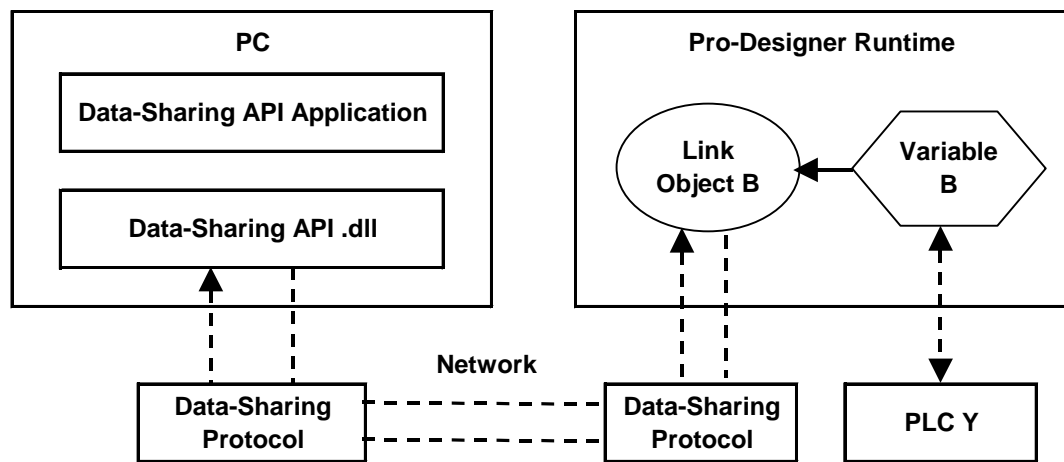 PC
Data-Sharing API Application
Data-Sharing API .dll
Pro-Designer Runtime
Link
Object B
Variable
B
Network
Data-Sharing
Protocol
Data-Sharing
Protocol
PLC Y